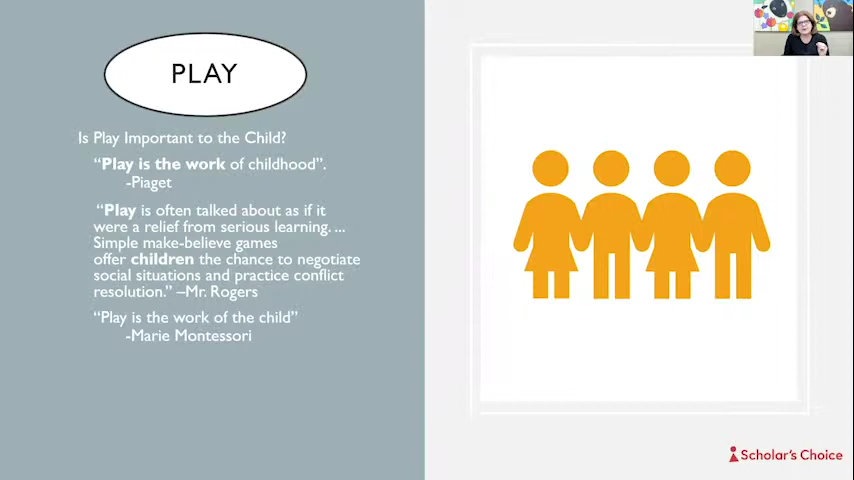 PLAY
Is Play Important to the Child?
“Play is the work of childhood”.
-Piaget
“Play is often talked about as if it
were a relief from serious learning. ...
Simple make-believe games
offer children the chance to negotiate
social situations and practice conflict
resolution.” –Mr. Rogers
“Play is the work of the child”
-Marie Montessori
Scholar's Choice